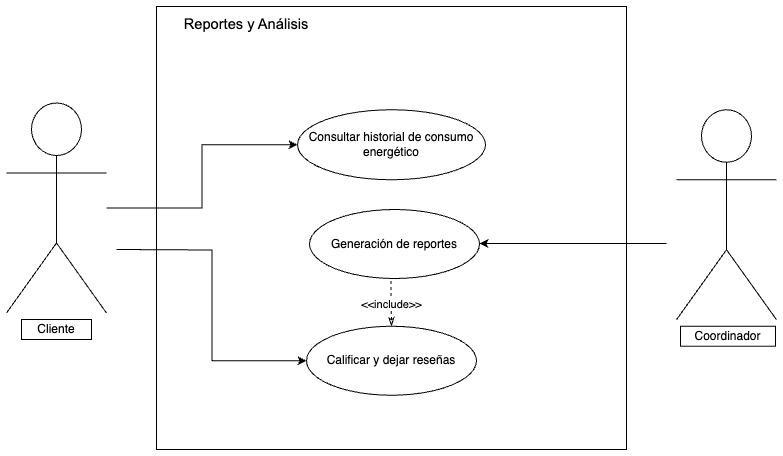 Reportes y Análisis
Consultar historial de consumo
energético
Generación de reportes
<<include>>
Calificar y dejar reseñas
Cliente
Coordinador